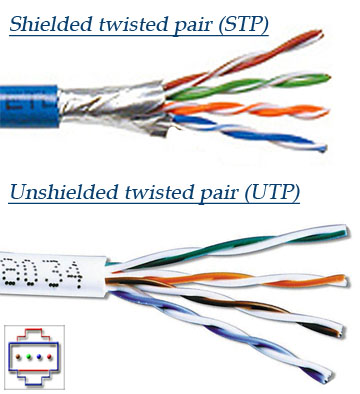 Shielded twisted pair (STP)
Unshielded twisted pair (UTP)
8034